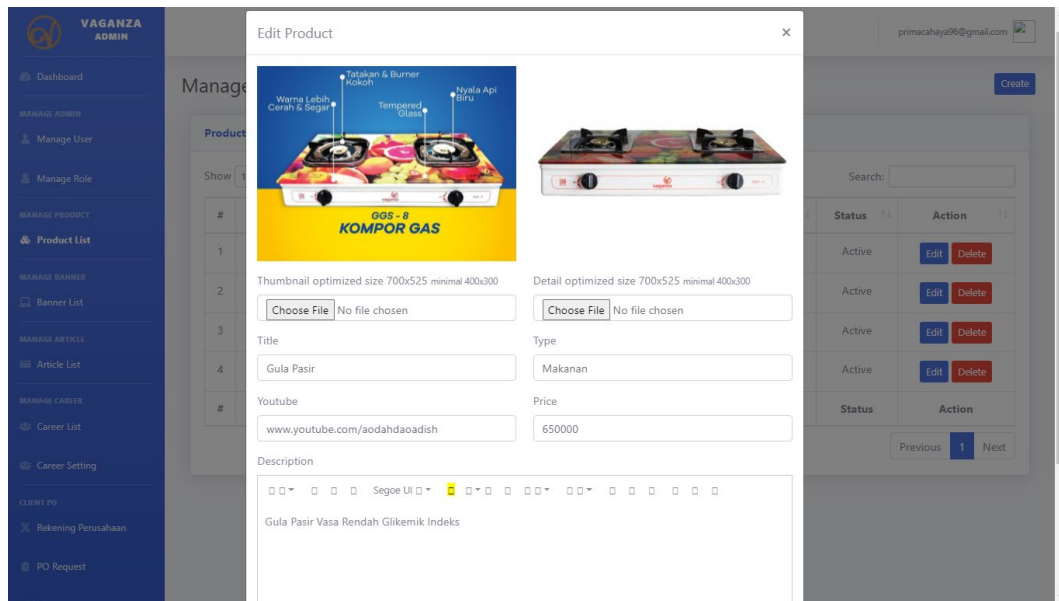 VAGANZA
ADMIN
Dashboard
MANAGE ADMIN
Manage User
Manage Role
MANAGE PRODUCT
Product List
MANAGE BANNER
Banner List
MANAGE ARTICLE
Article List
MANAGE CAREER
Career List
Career Setting
CLIENT PO
Rekening Perusahaan
PO Request
primacahaya96@gmail.com
Manage
Create
Product
Show 1
Search:
# Status Action
1 Active Edit Delete
2 Active Edit Delete
3 Active Edit Delete
4 Active Edit Delete
# Status Action
Previous 1 Next
Edit Product ×
Tatakan & Burner
Kokoh
Nyala Api
Biru
Warna Lebih
Cerah & Segar
Tempered
Glass
vaganza
GGS - 8
KOMPOR GAS
vaganza
Thumbnail optimized size 700x525 minimal 400x300
Detail optimized size 700x525 minimal 400x300
Choose File No file chosen
Choose File No file chosen
Title
Type
Gula Pasir
Makanan
Youtube
Price
www.youtube.com/aodahdaoadish
650000
Description
Segoe UI
Gula Pasir Vasa Rendah Glikemik Indeks